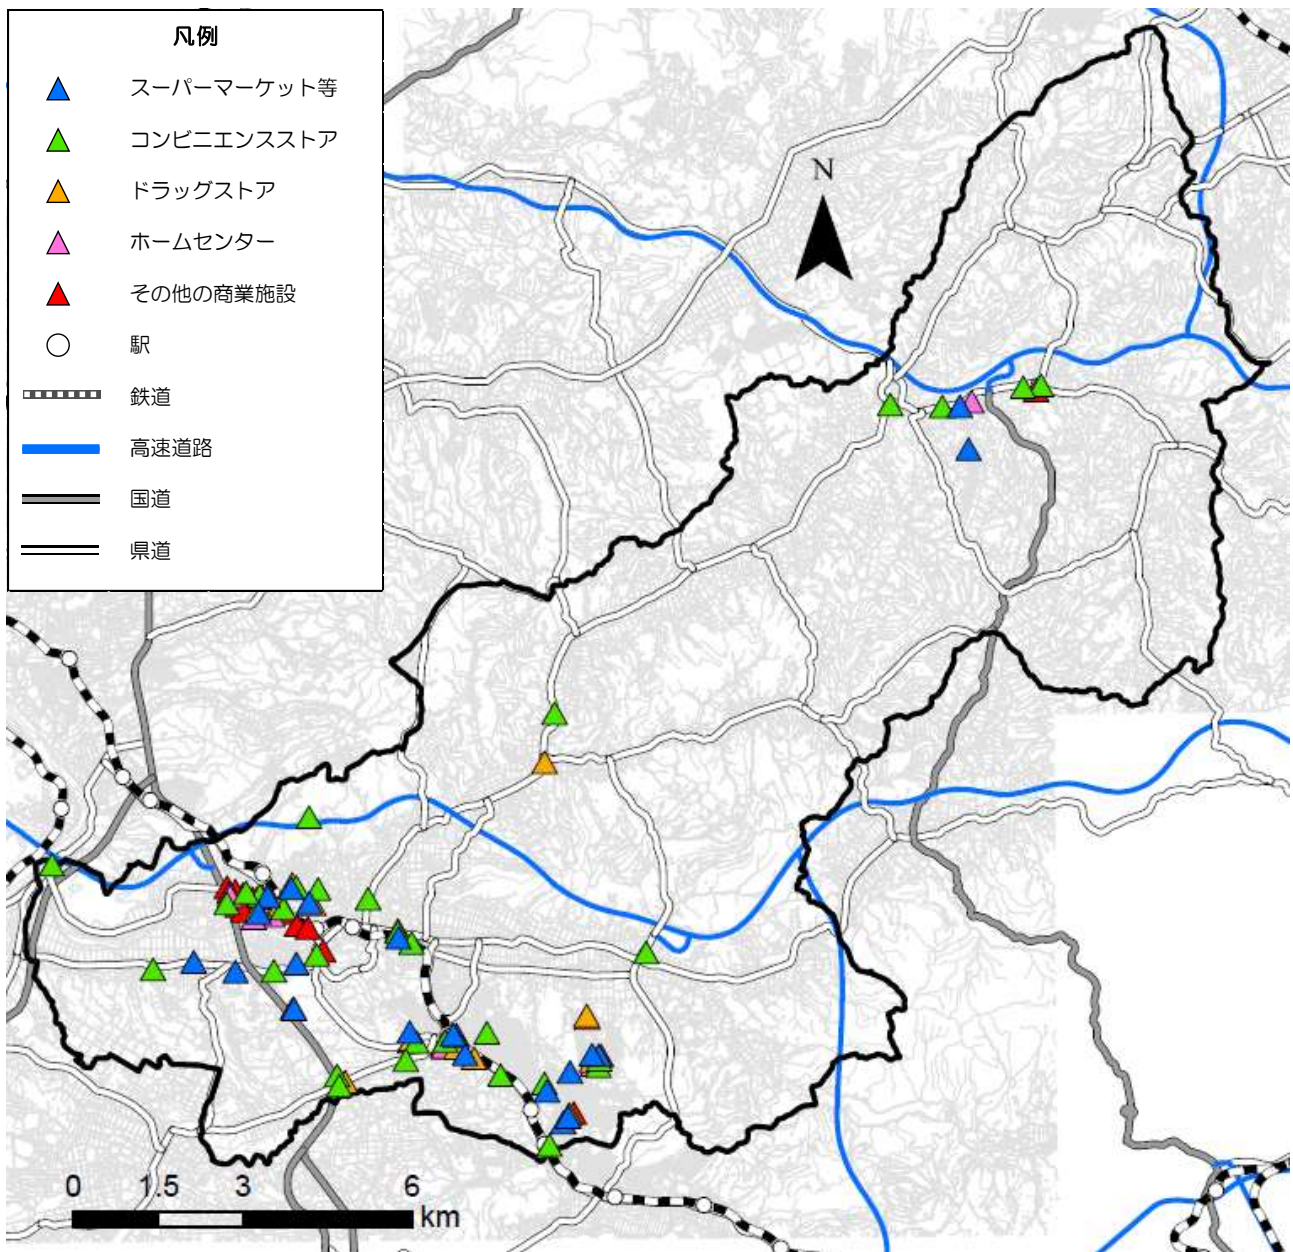 凡例
スーパーマーケット等
コンビニエンスストア
ドラッグストア
ホームセンター
その他の商業施設
駅
鉄道
高速道路
国道
県道
N
0 1.5 3 6
km